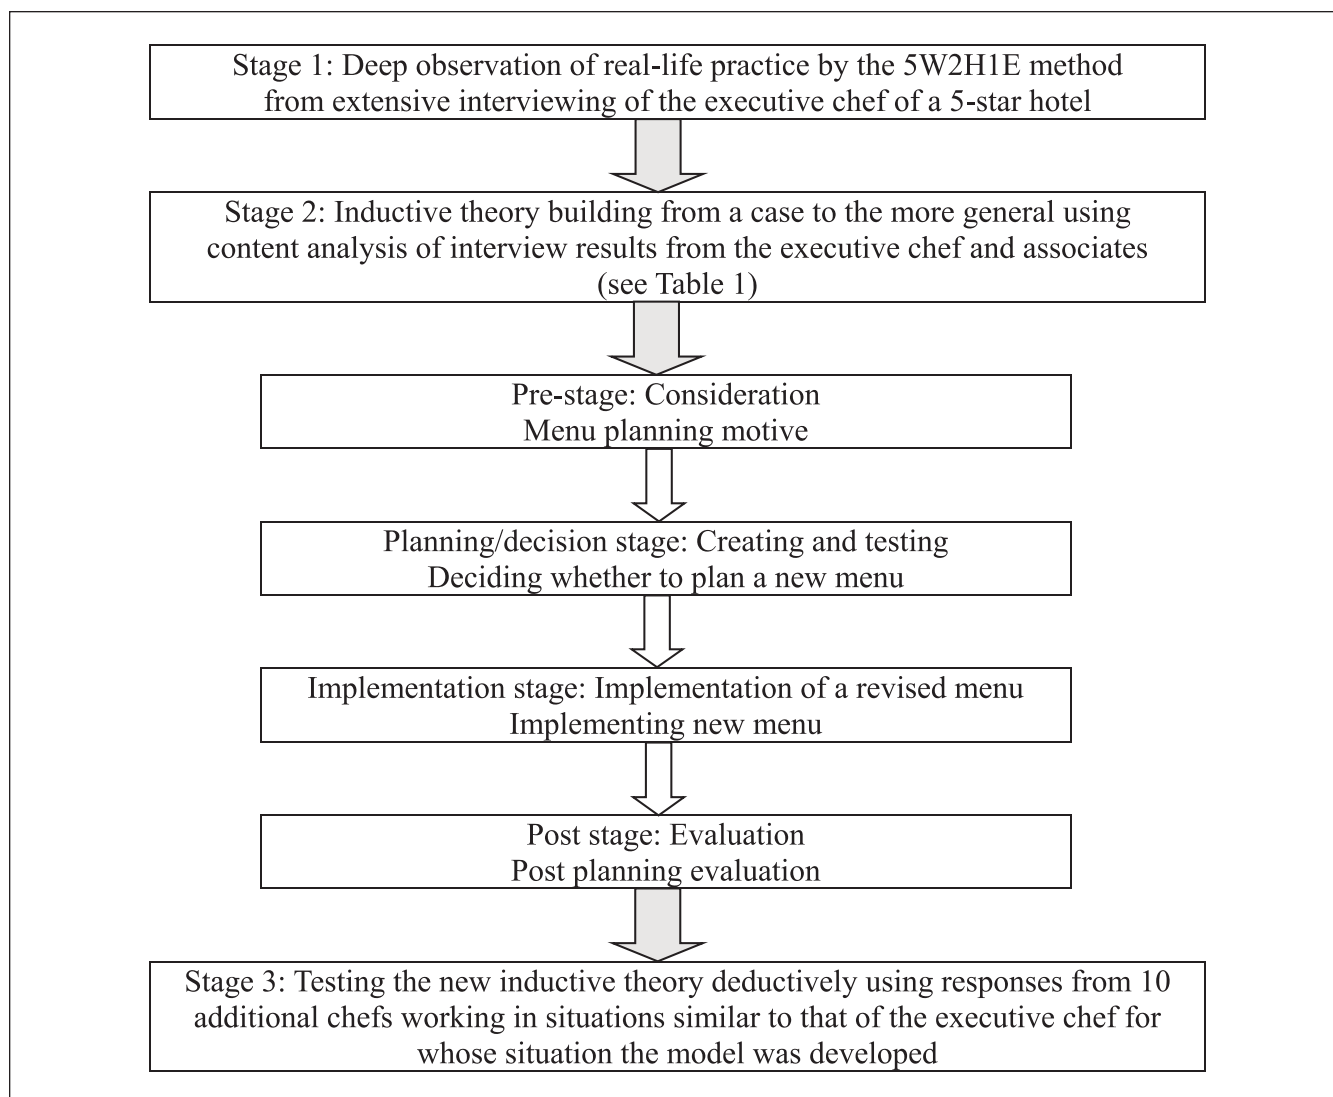 Stage 1: Deep observation of real-life practice by the 5W2H1E method
from extensive interviewing of the executive chef of a 5-star hotel
Stage 2: Inductive theory building from a case to the more general using
content analysis of interview results from the executive chef and associates
(see Table 1)
Pre-stage: Consideration
Menu planning motive
Planning/decision stage: Creating and testing
Deciding whether to plan a new menu
Implementation stage: Implementation of a revised menu
Implementing new menu
Post stage: Evaluation
Post planning evaluation
Stage 3: Testing the new inductive theory deductively using responses from 10
additional chefs working in situations similar to that of the executive chef for
whose situation the model was developed